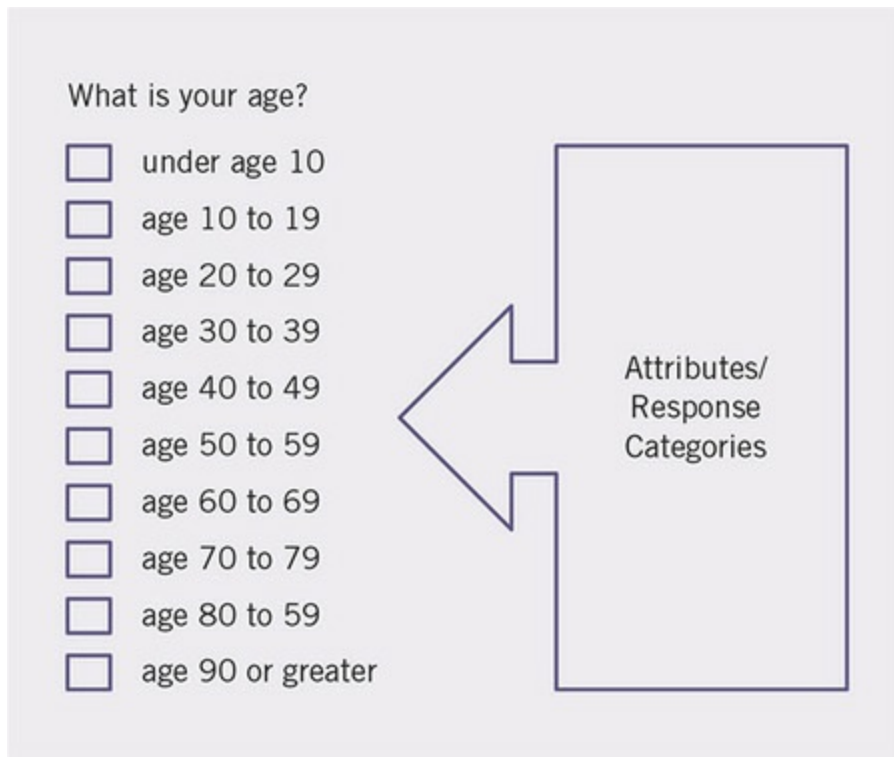 What is your age?
under age 10
age 10 to 19
age 20 to 29
age 30 to 39
age 40 to 49
age 50 to 59
age 60 to 69
age 70 to 79
age 80 to 59
age 90 or greater
Attributes/
Response
Categories